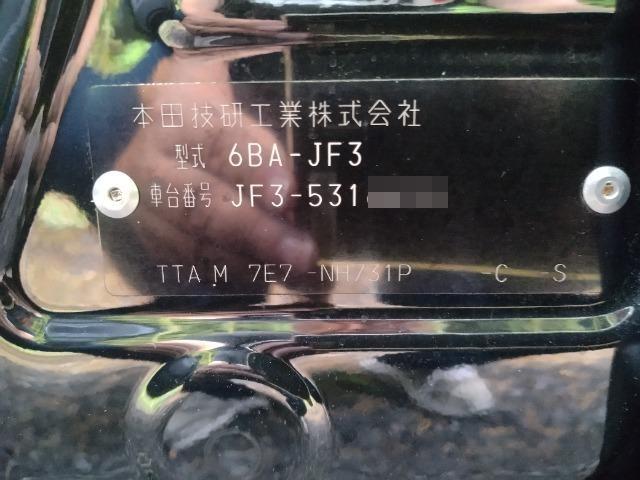 本田技研工業株式会社
型式 6BA-JF3
車台番号 JF3-531
TTA M 7E7 -NH731P -C -S